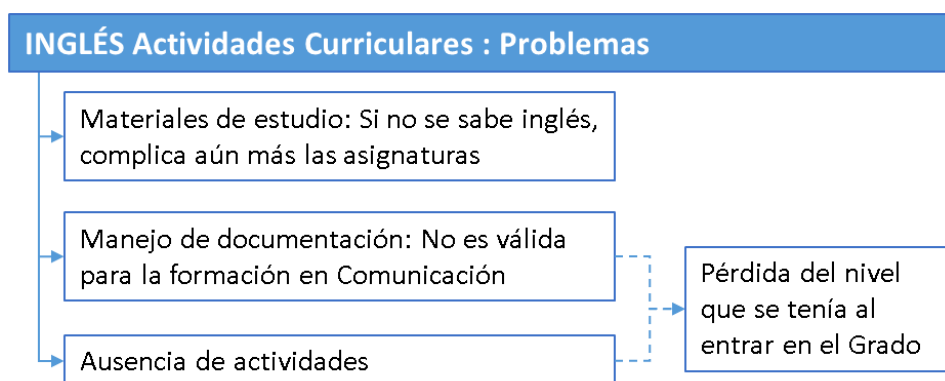 INGLÉS Actividades Curriculares : Problemas
Materiales de estudio: Si no se sabe inglés,
complica aún más las asignaturas
Manejo de documentación: No es válida
para la formación en Comunicación
Ausencia de actividades
Pérdida del nivel
que se tenía al
entrar en el Grado